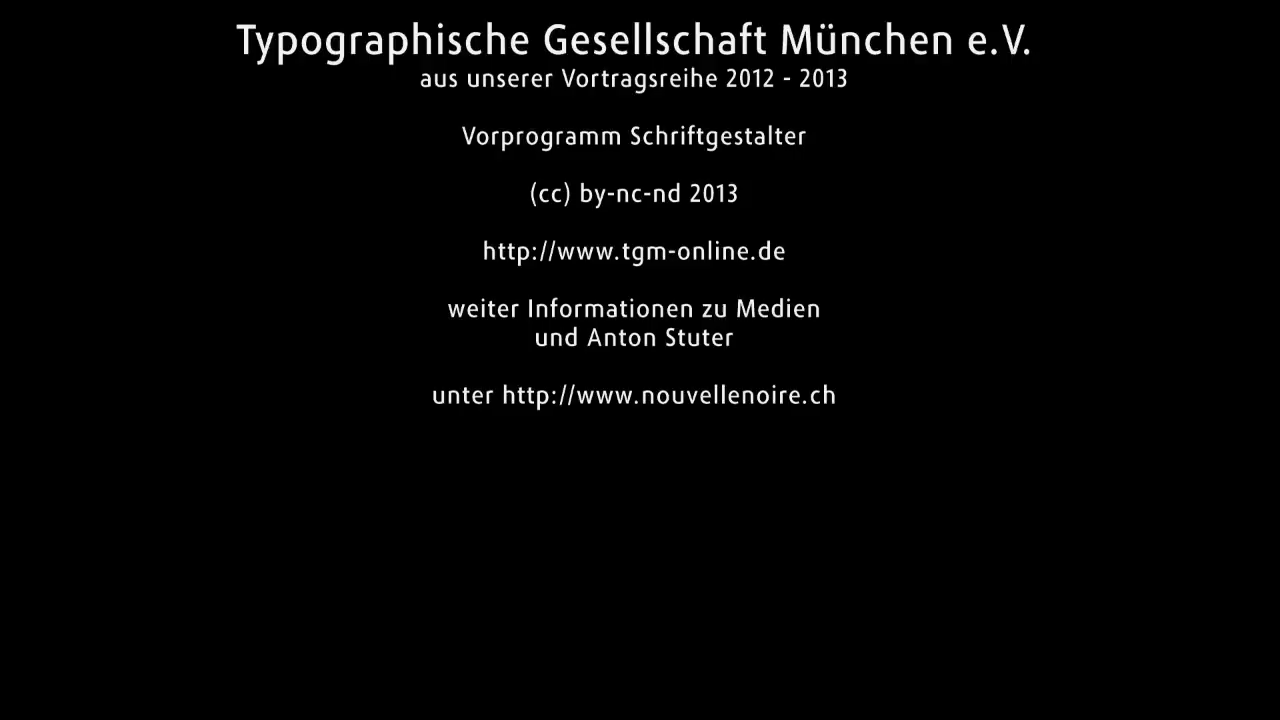 Typographische Gesellschaft München e.V.
aus unserer Vortragsreihe 2012 - 2013
Vorprogramm Schriftgestalter
(cc) by-nc-nd 2013
http://www.tgm-online.de
weiter Informationen zu Medien
und Anton Stuter
unter http://www.nouvellenoire.ch